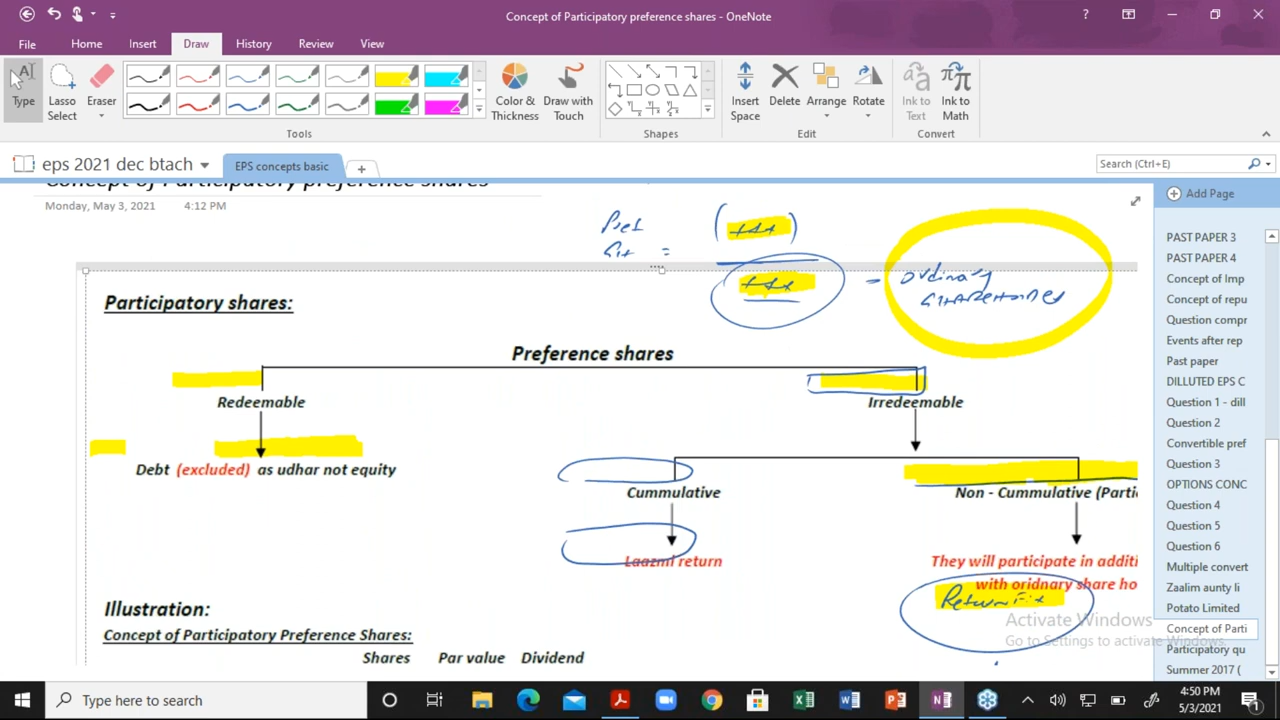 Concept of Participatory preference shares - OneNote
?
File
Home
Insert
Draw
History
Review
View
Type
Lasso Select
Eraser
Color & Thickness
Draw with Touch
Insert Space
Delete
Arrange
Rotate
Ink to Text
Ink to Math
Tools
Shapes
Edit
Convert
eps 2021 dec btach
EPS concepts basic
Search (Ctrl+E)
Concept of Participatory preference shares
Monday, May 3, 2021 4:12 PM
Add Page
PAST PAPER 3
PAST PAPER 4
Concept of Imp
Concept of repu
Question compr
Events after rep
Past paper
DILLUTED EPS C
Question 1 - dill
Question 2
Convertible pref
Question 3
OPTIONS CONC
Question 4
Question 5
Question 6
Multiple convert
Zaalim aunty li
Potato Limited
Concept of Parti
Participatory qu
Summer 2017 (
= ordinary
Participatory shares:
Preference shares
Redeemable
Irredeemable
Debt (excluded) as udhar not equity
Cummulative
Non - Cummulative (Partic
Laazmi return
They will participate in additi
with oridnary share ho
Illustration:
Concept of Participatory Preference Shares:
Shares Par value Dividend
Activate Windows
Go to Settings to activate Windows.
Type here to search
4:50 PM
5/3/2021